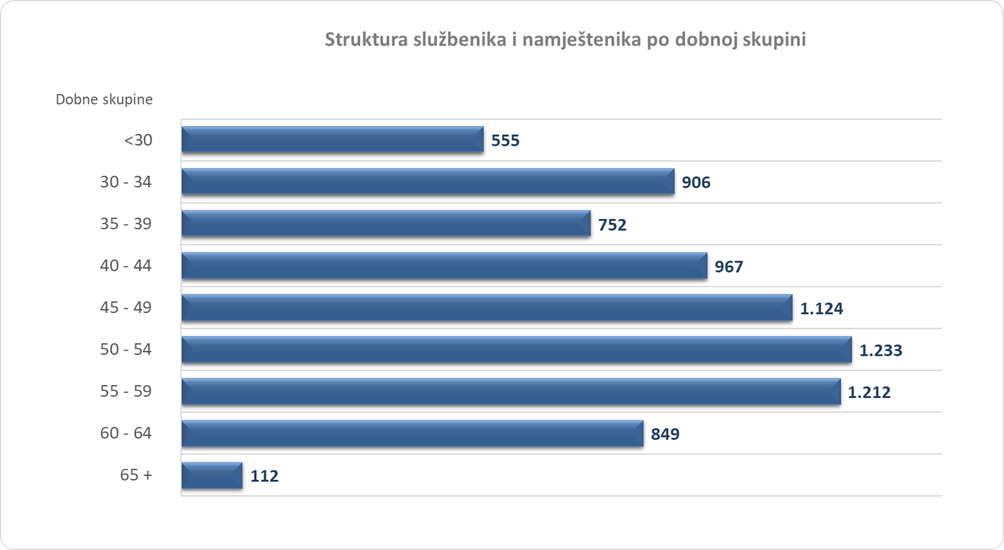 Struktura službenika i namještenika po dobnoj skupini
Dobne skupine
<30 555
30 - 34 906
35 - 39 752
40 - 44 967
45 - 49 1.124
50 - 54 1.233
55 - 59 1.212
60 - 64 849
65 + 112